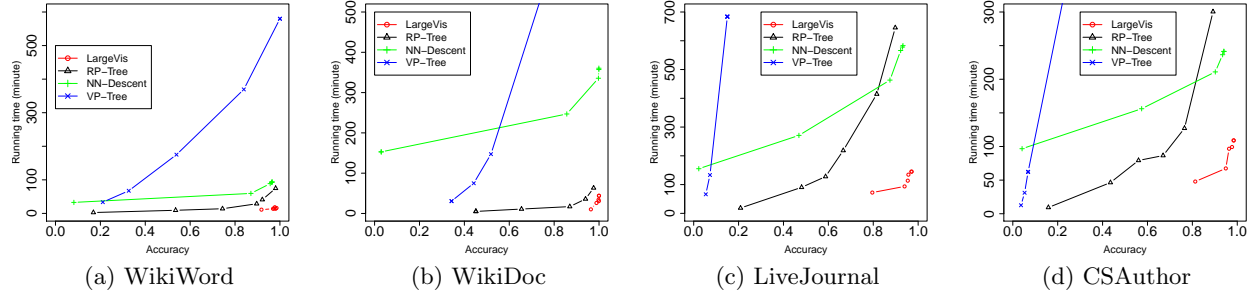 Running time (minute)
0 100 300 500
LargeVis
RP-Tree
NN-Descent
VP-Tree
0.0 0.2 0.4 0.6 0.8 1.0
Accuracy
(a) WikiWord
Running time (minute)
0 100 200 300 400 500
LargeVis
RP-Tree
NN-Descent
VP-Tree
0.0 0.2 0.4 0.6 0.8 1.0
Accuracy
(b) WikiDoc
Running time (minute)
0 100 300 500 700
LargeVis
RP-Tree
NN-Descent
VP-Tree
0.0 0.2 0.4 0.6 0.8 1.0
Accuracy
(c) LiveJournal
Running time (minute)
0 50 100 200 300
LargeVis
RP-Tree
NN-Descent
VP-Tree
0.0 0.2 0.4 0.6 0.8 1.0
Accuracy
(d) CSAuthor